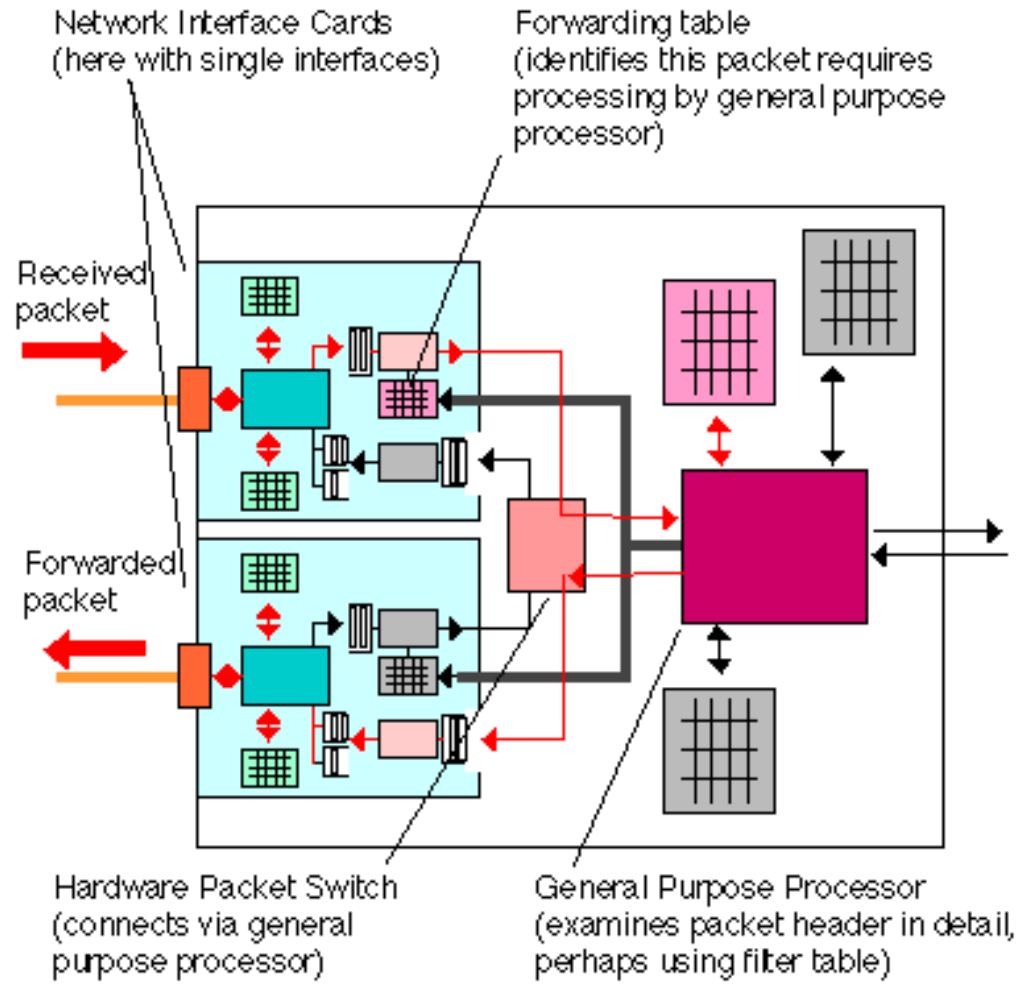 Network Interface Cards
(here with single interfaces)
Forwarding table
(identifies this packet requires
processing by general purpose
processor)
Received
packet
Forwarded
packet
Hardware Packet Switch
(connects via general
purpose processor)
General Purpose Processor
(examines packet header in detail,
perhaps using filter table)